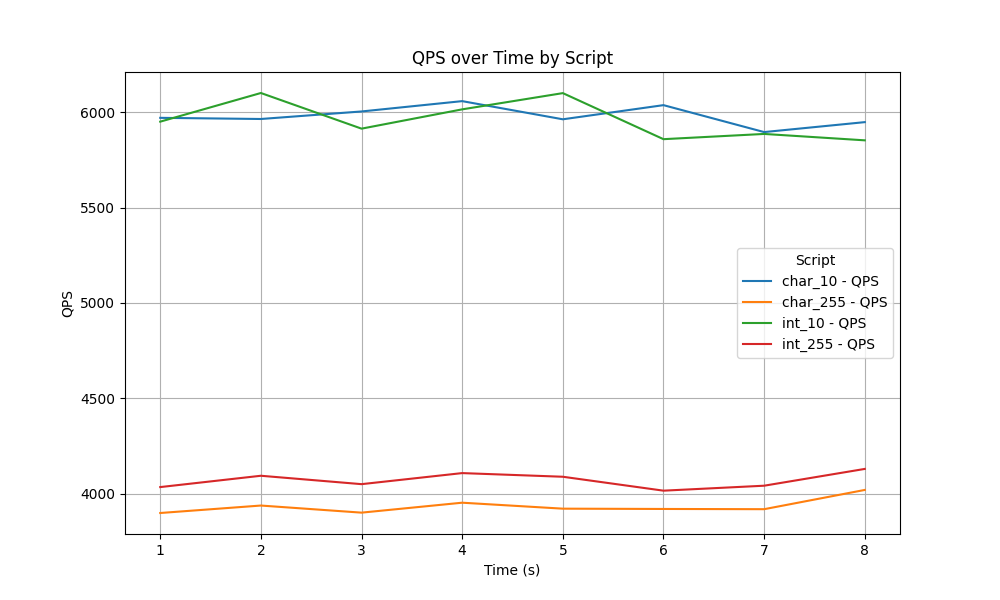 QPS over Time by Script
6000
5500
5000
4500
4000
QPS
Script
char_10 - QPS
char_255 - QPS
int_10 - QPS
int_255 - QPS
1 2 3 4 5 6 7 8
Time (s)